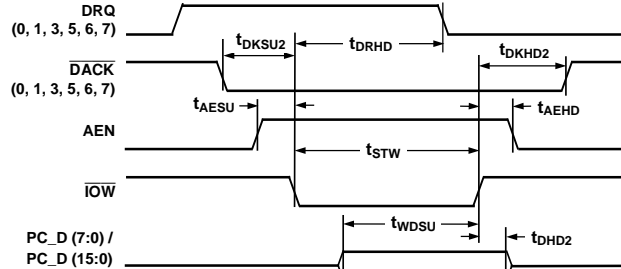 DRQ
(0, 1, 3, 5, 6, 7)
tDKSU2
tDRHD
tDKHD2
DACK
(0, 1, 3, 5, 6, 7)
tAESU
tAEHD
AEN
tSTW
IOW
tWDSU
PC_D (7:0) /
PC_D (15:0)
tDHD2